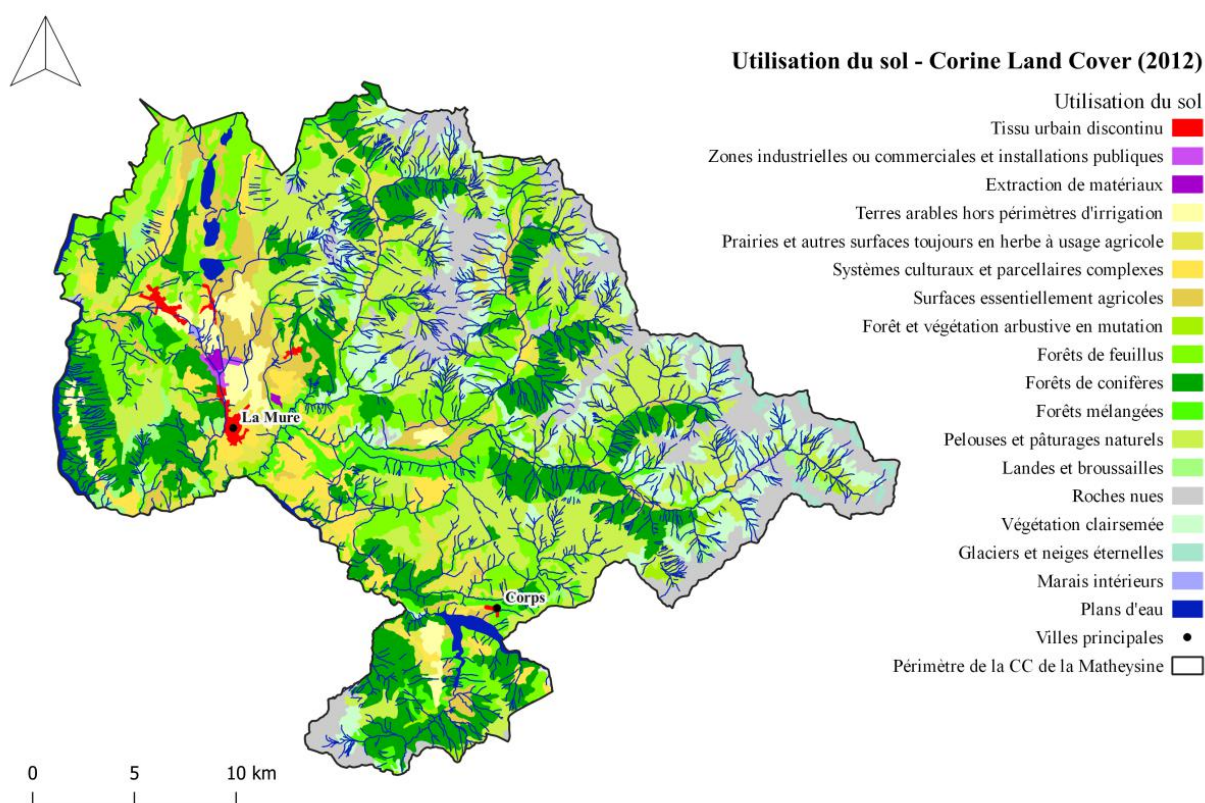 Utilisation du sol - Corine Land Cover (2012)
Utilisation du sol
Tissu urbain discontinu
Zones industrielles ou commerciales et installations publiques
Extraction de matériaux
Terres arables hors périmètres d'irrigation
Prairies et autres surfaces toujours en herbe à usage agricole
Systèmes culturaux et parcellaires complexes
Surfaces essentiellement agricoles
Forêt et végétation arbustive en mutation
Forêts de feuillus
Forêts de conifères
Forêts mélangées
Pelouses et pâturages naturels
Landes et broussailles
Roches nues
Végétation clairsemée
Glaciers et neiges éternelles
Marais intérieurs
Plans d'eau
Villes principales
Périmètre de la CC de la Matheysine
La Mure
Corps
0 5 10 km